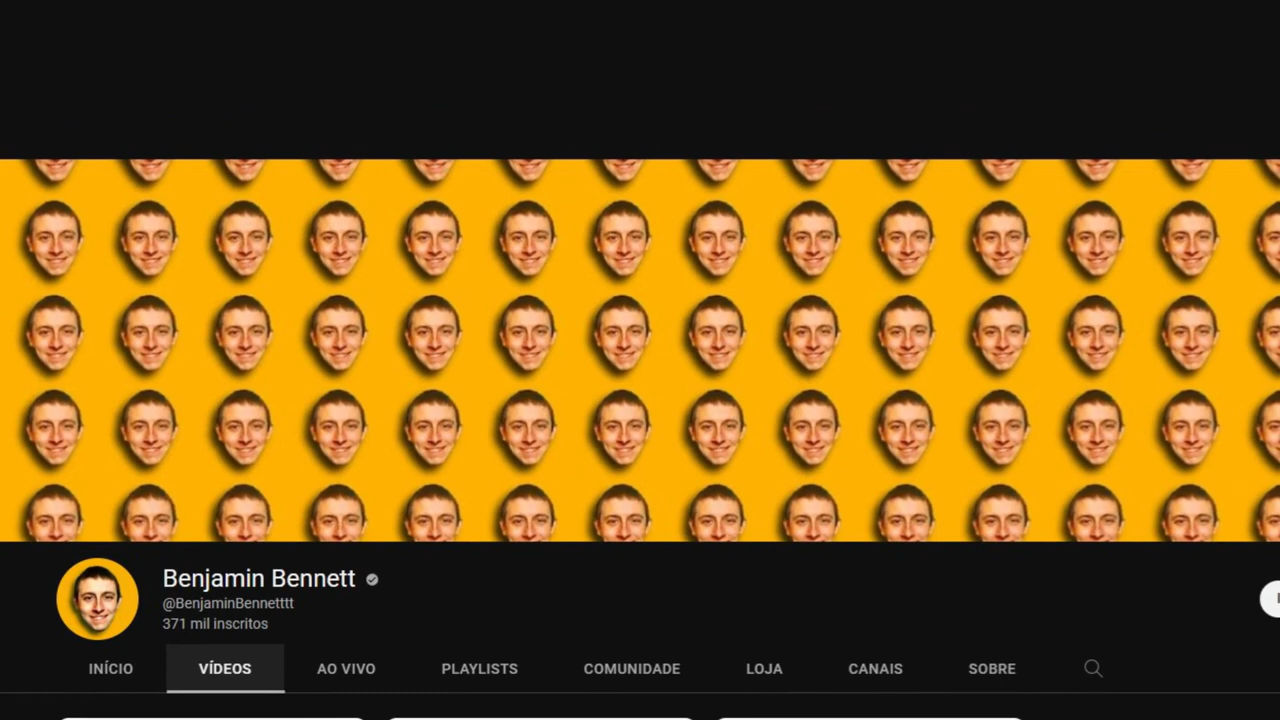 Benjamin Bennett
@BenjaminBennetttt
371 mil inscritos
INÍCIO VÍDEOS AO VIVO PLAYLISTS COMUNIDADE LOJA CANAIS SOBRE